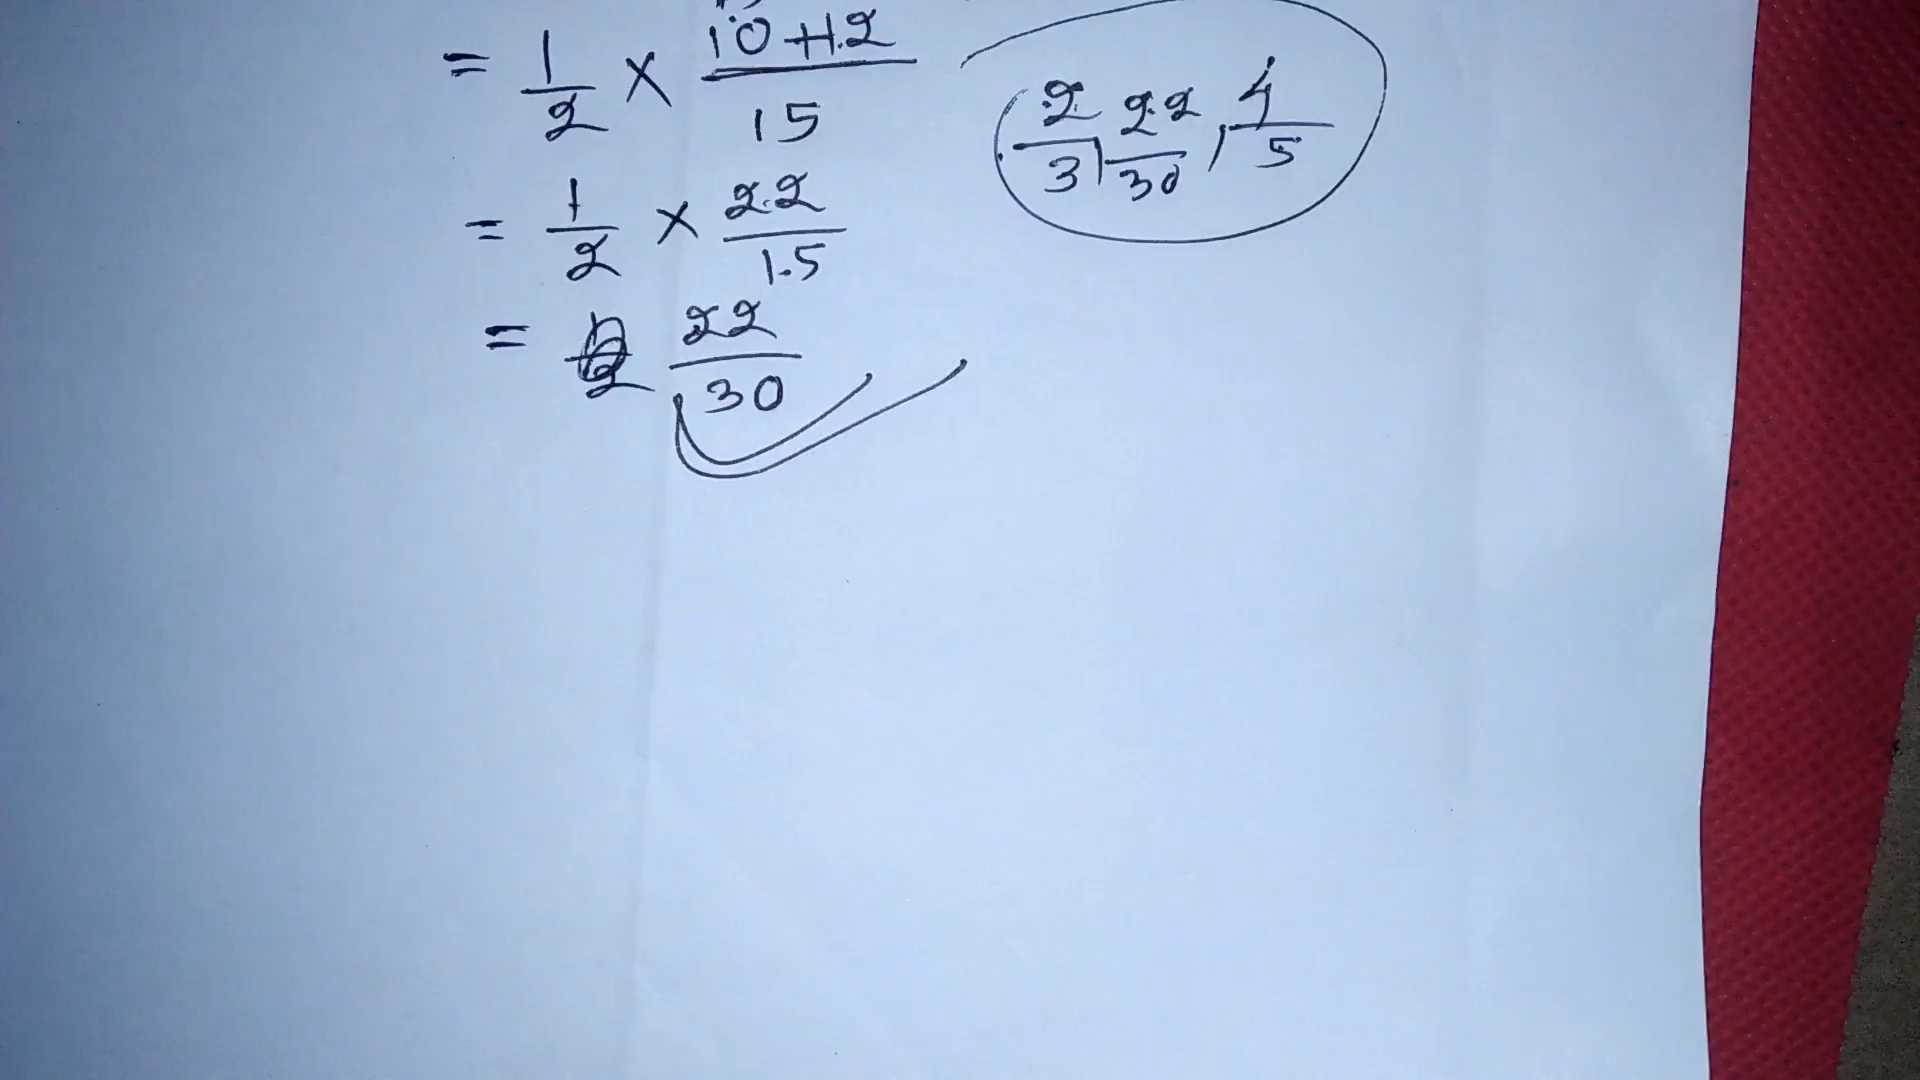 = 1/2 × 10+12/15
2/3, 22/30, 4/5
= 1/2 × 22/15
= 22/30